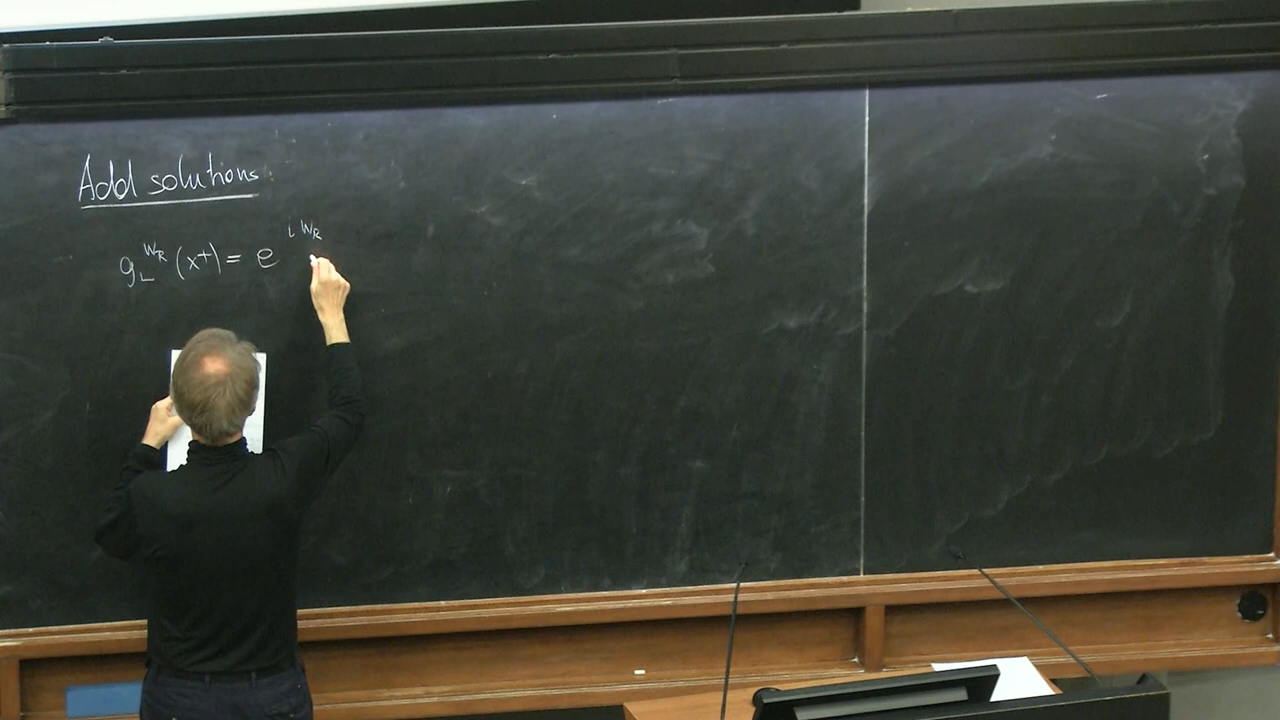 Add solutions:
g_L^{W_R} (x^+) = e^{i W_R}